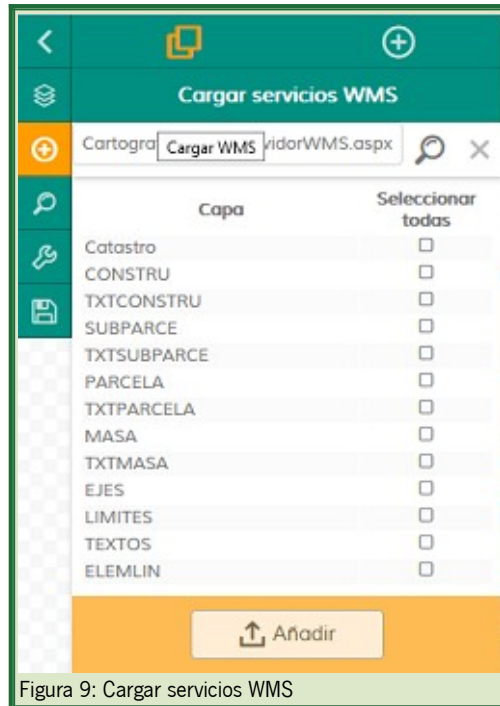 Cargar servicios WMS
Cartogra Cargar WMS vidorWMS.aspx
Capa
Seleccionar
todas
Catastro
CONSTRU
TXTCONSTRU
SUBPARCE
TXTSUBPARCE
PARCELA
TXTPARCELA
MASA
TXTMASA
EJES
LIMITES
TEXTOS
ELEMLIN
Añadir
Figura 9: Cargar servicios WMS